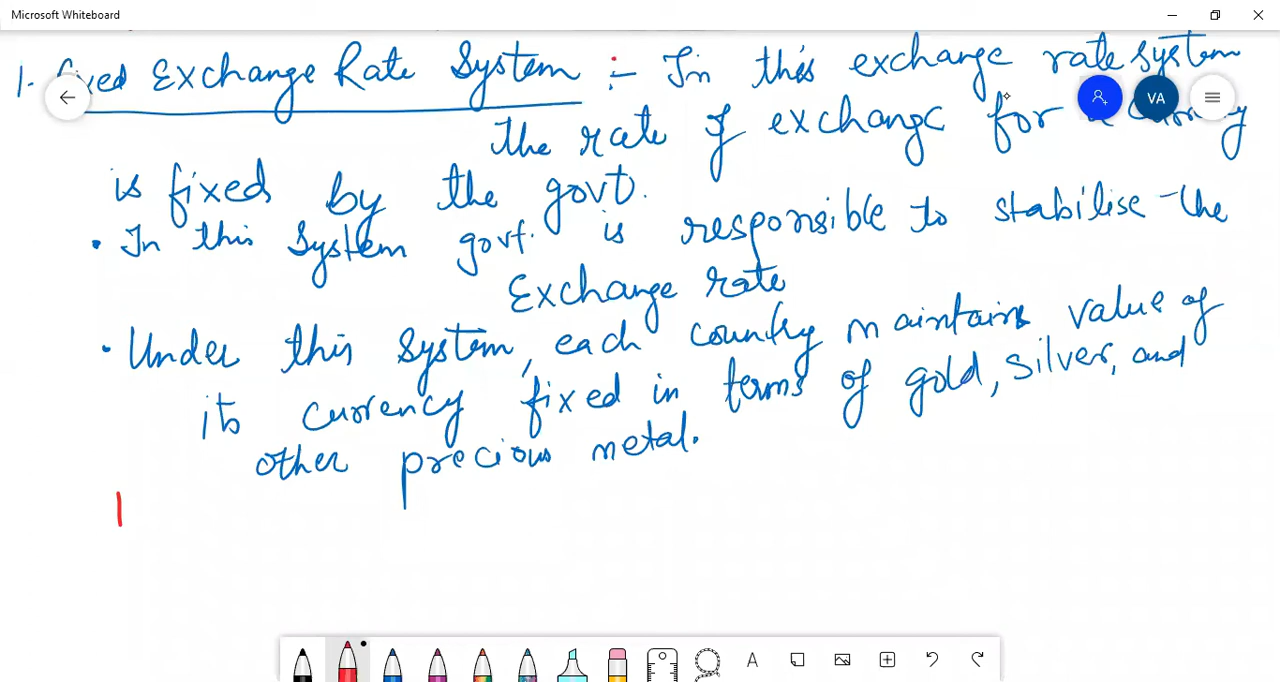 Microsoft Whiteboard
1. fixed Exchange Rate System :- In this exchange rate system
the rate of exchange for a currency
is fixed by the govt.
• In this System govt. is responsible to stabilise the
Exchange rate
• Under this System, each country maintains value of
its currency fixed in terms of gold, silver, and
other precious metal.
VA
A